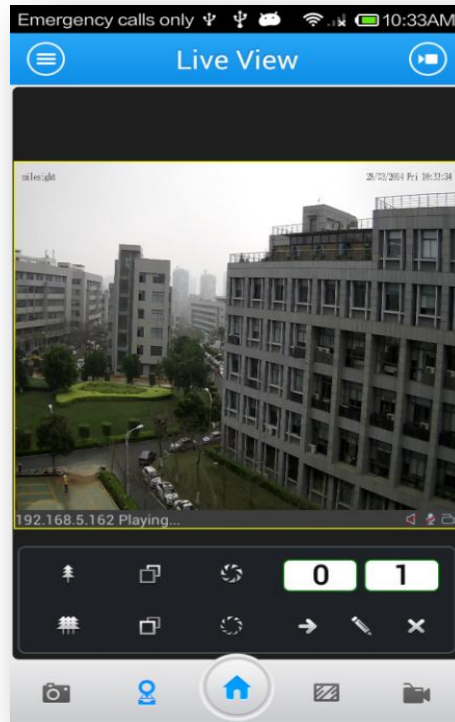 Emergency calls only 10:33AM
Live View
milesight 28/03/2014 Fri 10:33:34
192.168.5.162 Playing...
0 1